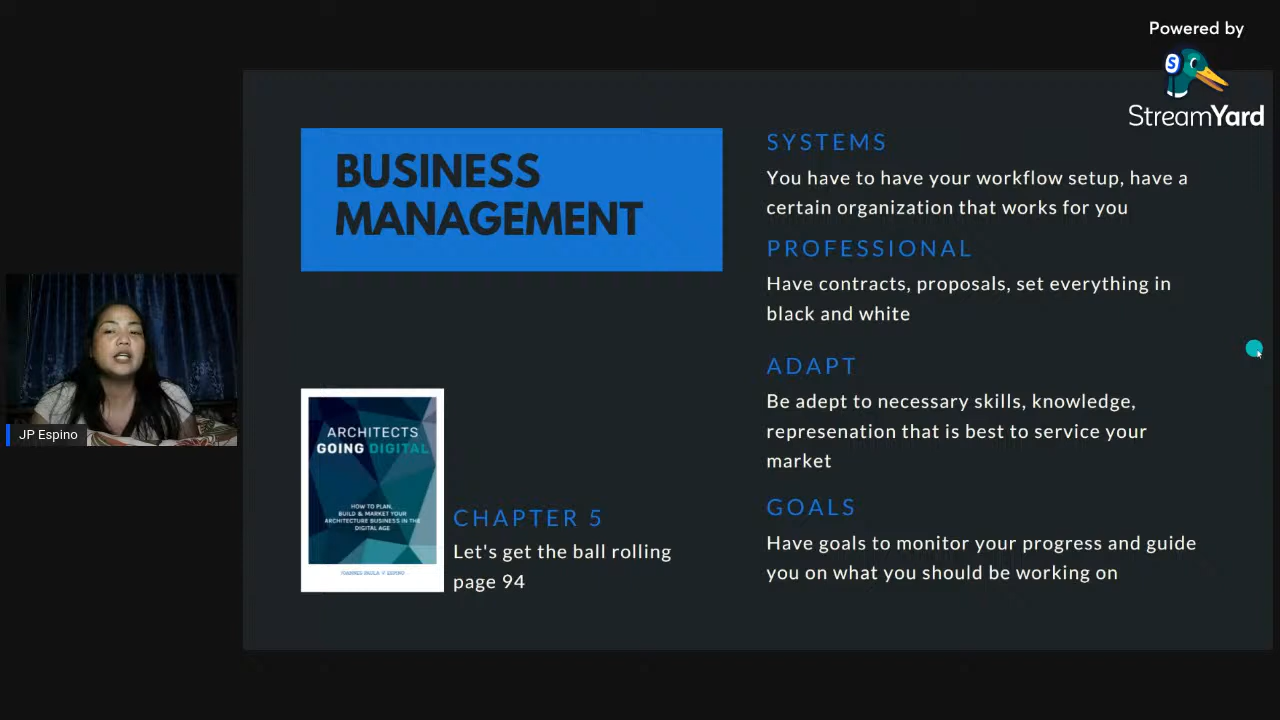 Powered by
StreamYard
BUSINESS
MANAGEMENT
SYSTEMS
You have to have your workflow setup, have a
certain organization that works for you
PROFESSIONAL
Have contracts, proposals, set everything in
black and white
ADAPT
Be adept to necessary skills, knowledge,
represenation that is best to service your
market
GOALS
Have goals to monitor your progress and guide
you on what you should be working on
JP Espino
ARCHITECTS
GOING DIGITAL
HOW TO PLAN,
BUILD & MARKET YOUR
ARCHITECTURE BUSINESS IN THE
DIGITAL AGE
CHAPTER 5
Let's get the ball rolling
page 94